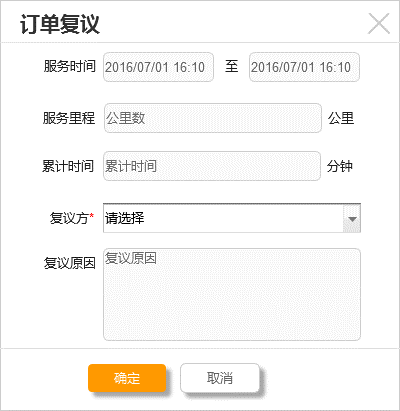 订单复议
服务时间 2016/07/01 16:10 至 2016/07/01 16:10
服务里程 公里数 公里
累计时间 累计时间 分钟
复议方* 请选择
复议原因 复议原因
确定 取消